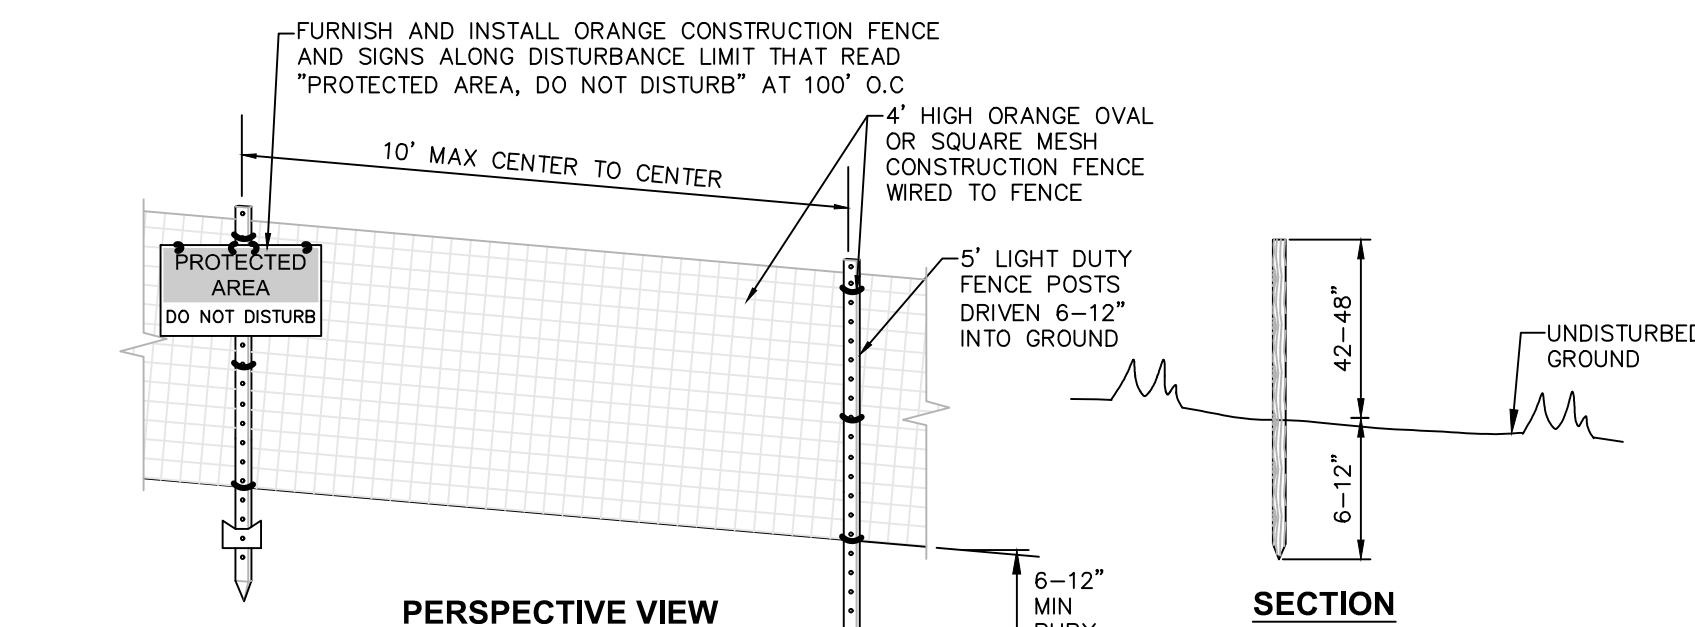 FURNISH AND INSTALL ORANGE CONSTRUCTION FENCE
AND SIGNS ALONG DISTURBANCE LIMIT THAT READ
"PROTECTED AREA, DO NOT DISTURB" AT 100' O.C
4' HIGH ORANGE OVAL
OR SQUARE MESH
CONSTRUCTION FENCE
WIRED TO FENCE
10' MAX CENTER TO CENTER
PROTECTED
AREA
DO NOT DISTURB
5' LIGHT DUTY
FENCE POSTS
DRIVEN 6-12"
INTO GROUND
42-48"
UNDISTURBED
GROUND
6-12"
6-12"
MIN
BURY
PERSPECTIVE VIEW
SECTION